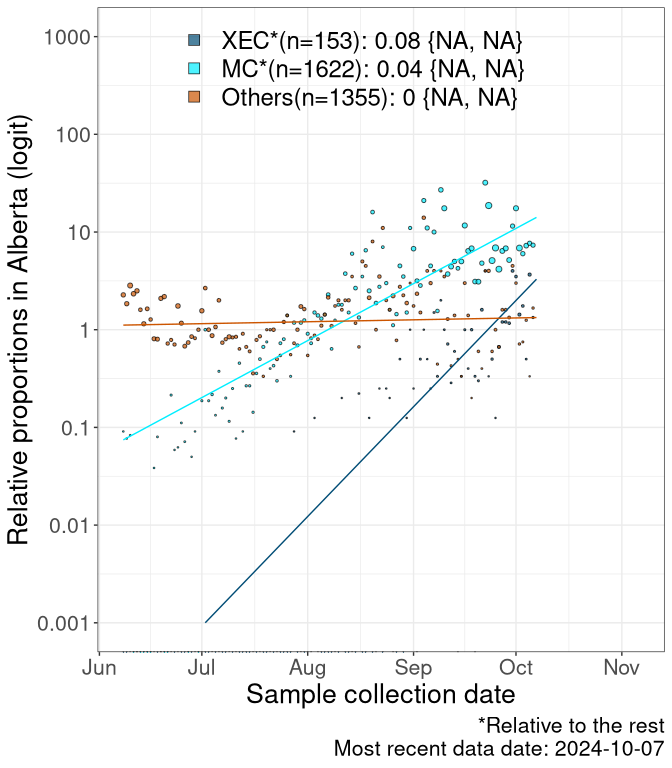 XEC*(n=153): 0.08 {NA, NA}
MC*(n=1622): 0.04 {NA, NA}
Others(n=1355): 0 {NA, NA}
Relative proportions in Alberta (logit)
1000
100
10
1
0.1
0.01
0.001
Jun Jul Aug Sep Oct Nov
Sample collection date
*Relative to the rest
Most recent data date: 2024-10-07